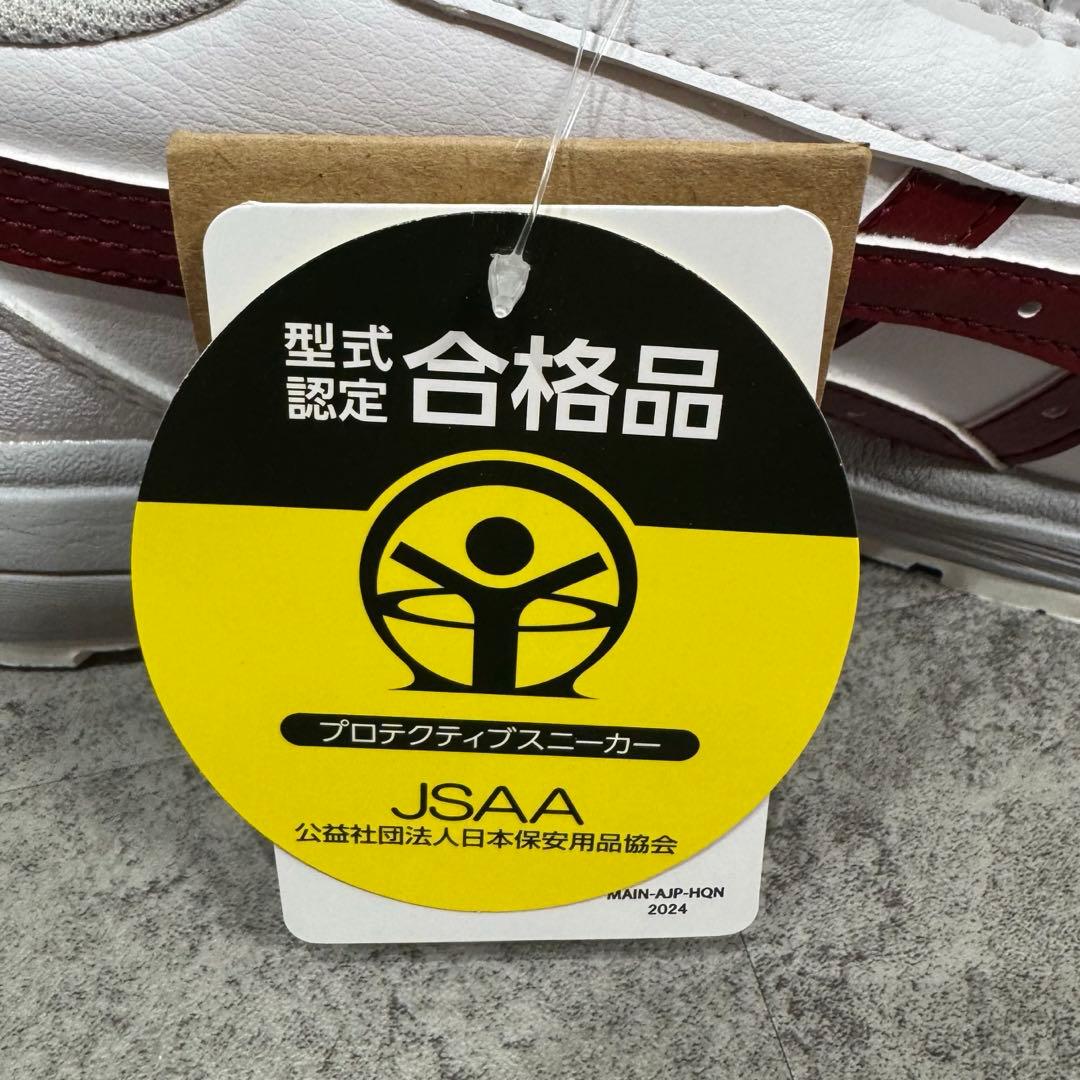 型式
認定
合格品
プロテクティブスニーカー
JSAA
公益社団法人日本保安用品協会
MAIN-AJP-HQN
2024